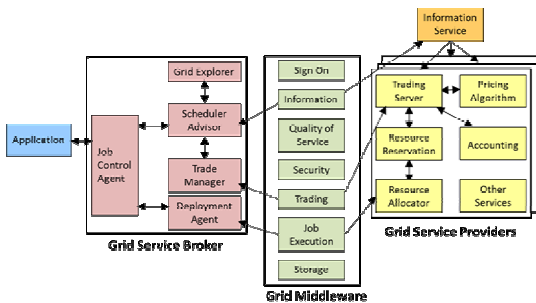 Information
Service
Grid Explorer
Scheduler
Advisor
Trade
Manager
Deployment
Agent
Job
Control
Agent
Application
Grid Service Broker
Sign On
Information
Quality of
Service
Security
Trading
Job
Execution
Storage
Grid Middleware
Trading
Server
Pricing
Algorithm
Resource
Reservation
Accounting
Resource
Allocator
Other
Services
Grid Service Providers